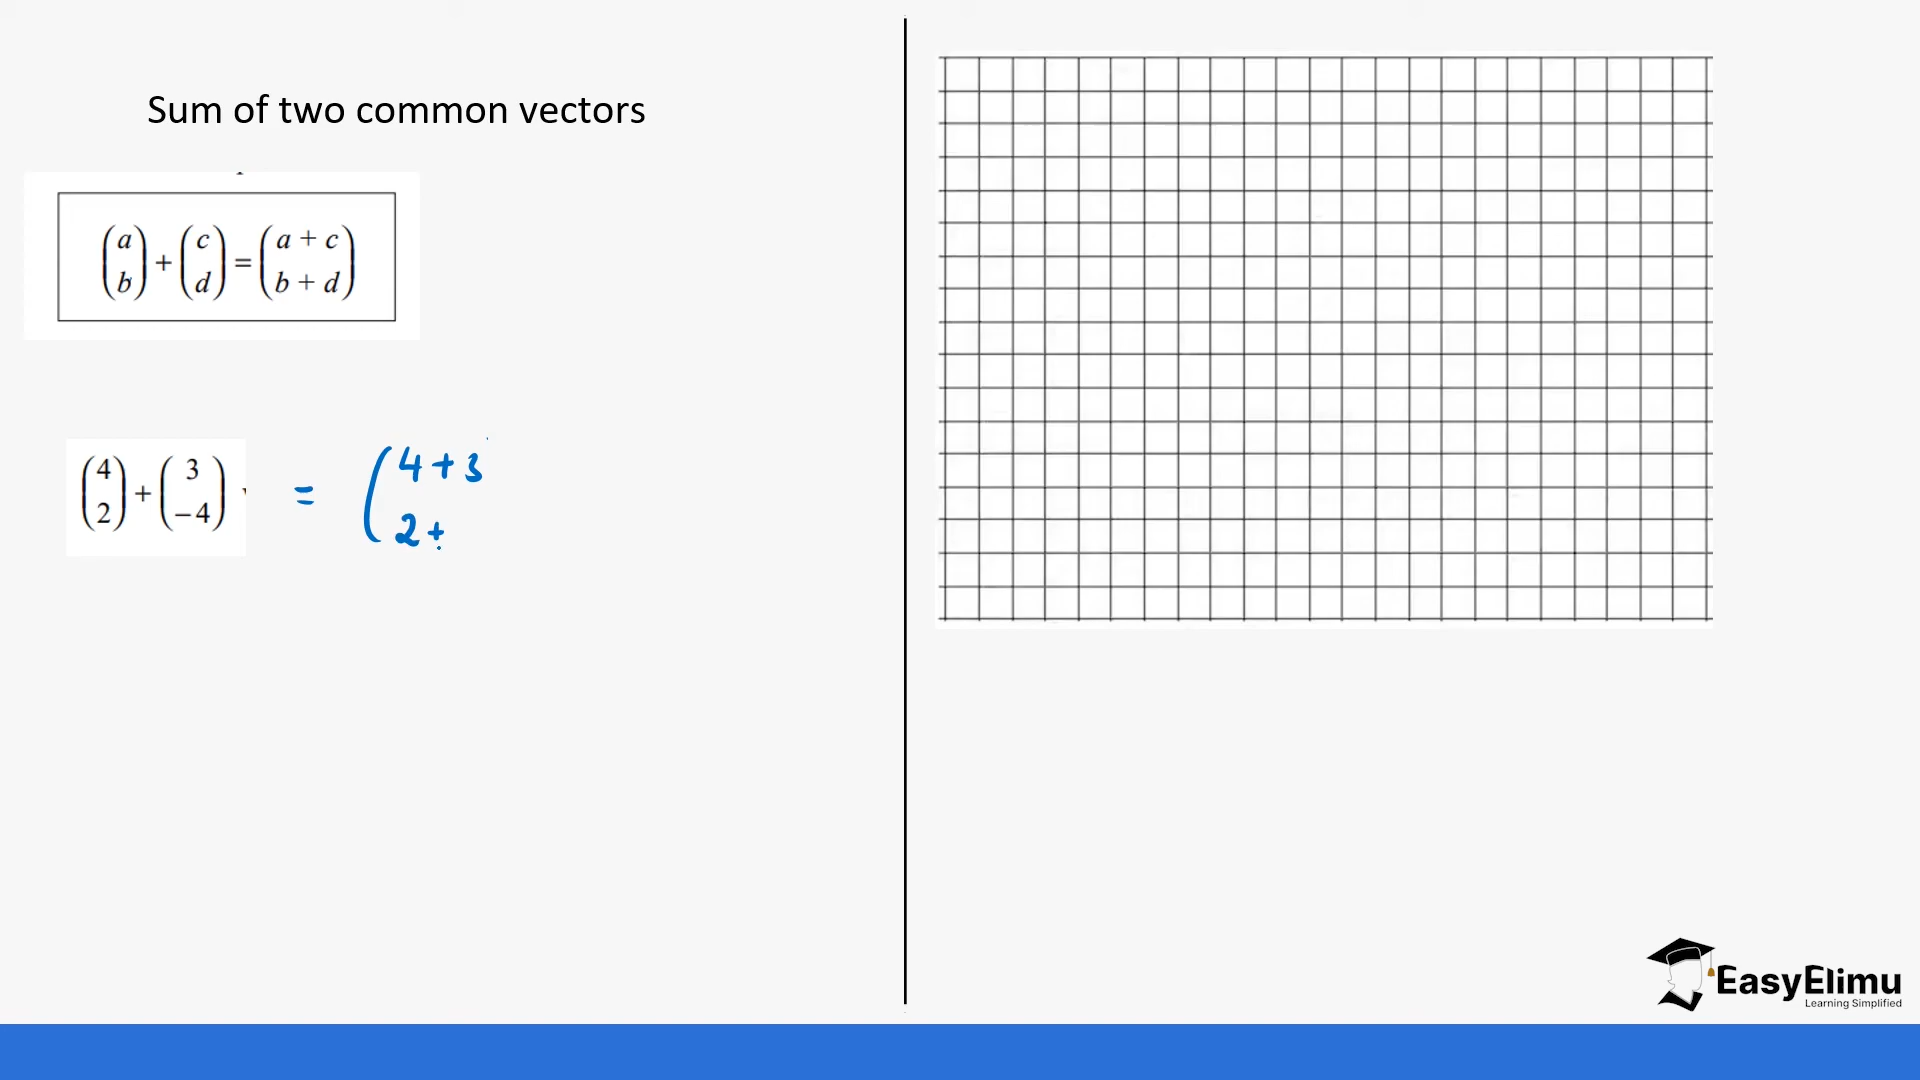 Sum of two common vectors
(a b) + (c d) = (a + c b + d)
(4 2) + (3 −4) = (4 + 3 2 +
EasyElimu
Learning Simplified